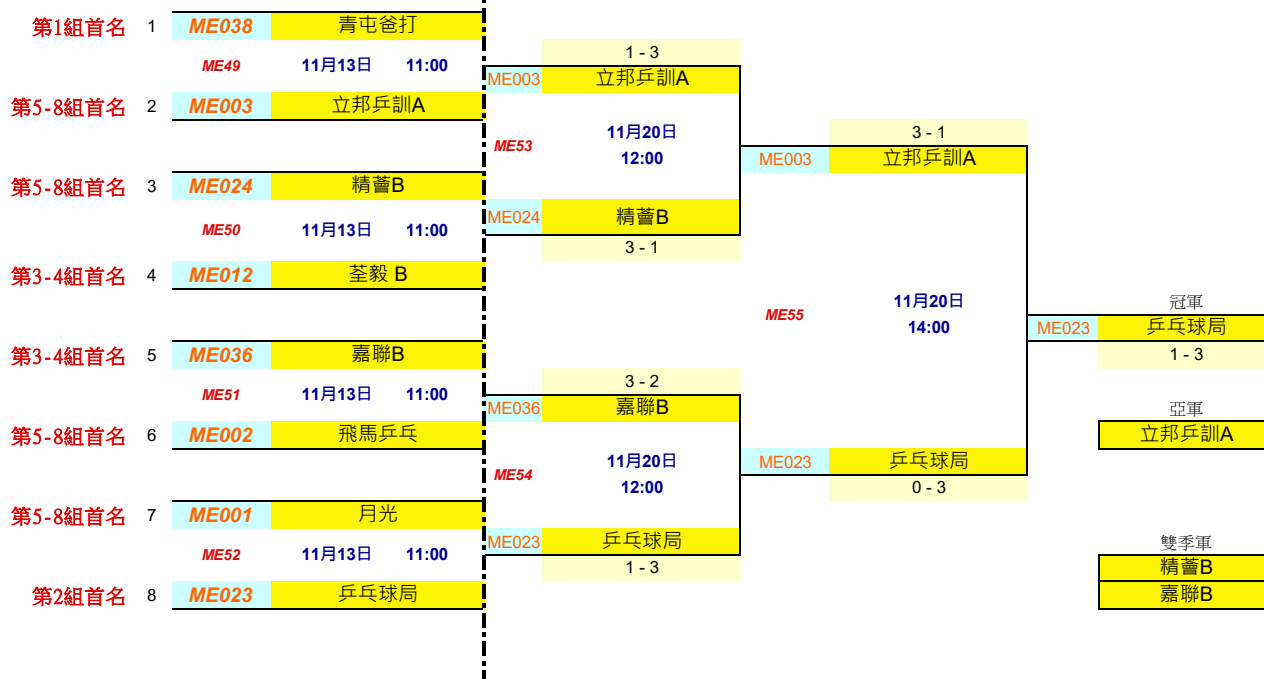 第1組首名 1 ME038 青屯爸打
1 - 3
ME49 11月13日 11:00
ME003 立邦乒訓A
第5-8組首名 2 ME003 立邦乒訓A
11月20日
3 - 1
ME53
12:00
ME003 立邦乒訓A
第5-8組首名 3 ME024 精薈B
ME024 精薈B
ME50 11月13日 11:00
3 - 1
第3-4組首名 4 ME012 荃毅 B
11月20日
冠軍
ME55
14:00
ME023 乒乓球局
第3-4組首名 5 ME036 嘉聯B
1 - 3
3 - 2
ME51 11月13日 11:00
ME036 嘉聯B
亞軍
第5-8組首名 6 ME002 飛馬乒乓
立邦乒訓A
11月20日
ME023 乒乓球局
ME54
12:00
0 - 3
第5-8組首名 7 ME001 月光
ME023 乒乓球局
雙季軍
ME52 11月13日 11:00
1 - 3
精薈B
第2組首名 8 ME023 乒乓球局
嘉聯B